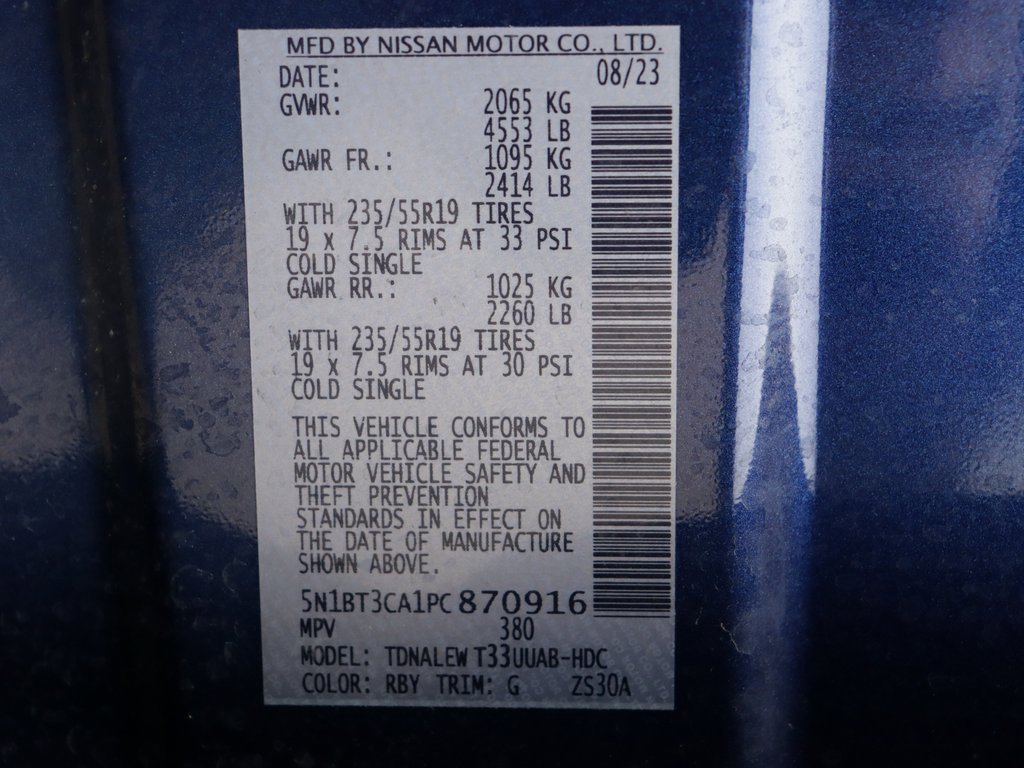 MFD BY NISSAN MOTOR CO., LTD.
DATE: 08/23
GVWR: 2065 KG
4553 LB
GAWR FR.: 1095 KG
2414 LB
WITH 235/55R19 TIRES
19 x 7.5 RIMS AT 33 PSI
COLD SINGLE
GAWR RR.: 1025 KG
2260 LB
WITH 235/55R19 TIRES
19 x 7.5 RIMS AT 30 PSI
COLD SINGLE
THIS VEHICLE CONFORMS TO
ALL APPLICABLE FEDERAL
MOTOR VEHICLE SAFETY AND
THEFT PREVENTION
STANDARDS IN EFFECT ON
THE DATE OF MANUFACTURE
SHOWN ABOVE.
5N1BT3CA1PC870916
MPV 380
MODEL: TDNALEW T33UUAB-HDC
COLOR: RBY TRIM: G ZS30A